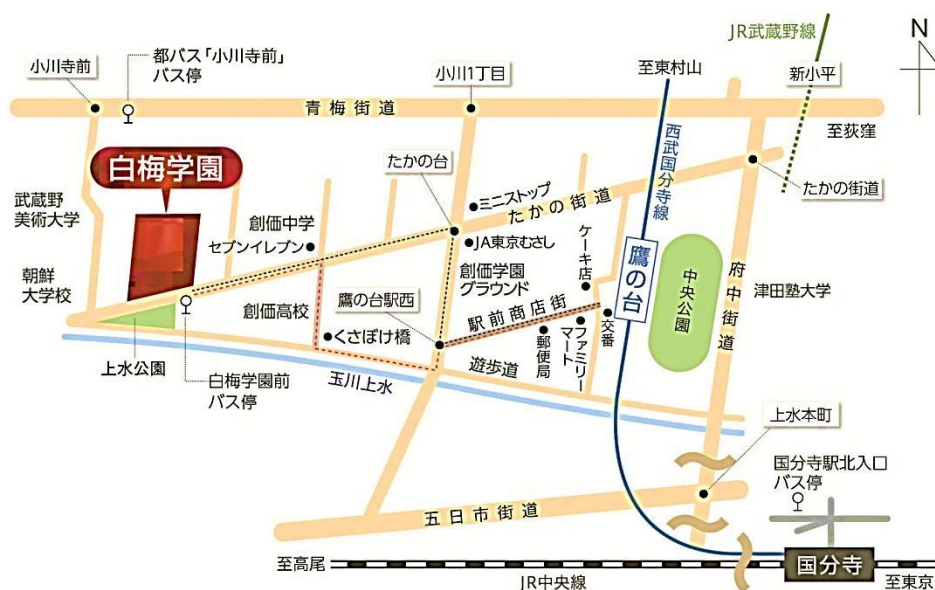 JR武蔵野線
N
都バス「小川寺前」
バス停
小川寺前
小川1丁目
至東村山
新小平
青梅街道
至荻窪
西武国分寺線
白梅学園
たかの台
たかの街道
武蔵野
美術大学
創価中学
セブンイレブン
ミニストップ
たかの街道
JA東京むさし
ケーキ店
朝鮮
大学校
創価学園
グラウンド
鷹の台
中央公園
府中街道
津田塾大学
創価高校
鷹の台駅西
駅前商店街
交番
くさぼけ橋
郵便局
ファミリー
マート
上水公園
白梅学園前
バス停
玉川上水
遊歩道
上水本町
国分寺駅北入口
バス停
五日市街道
至高尾
JR中央線
国分寺
至東京